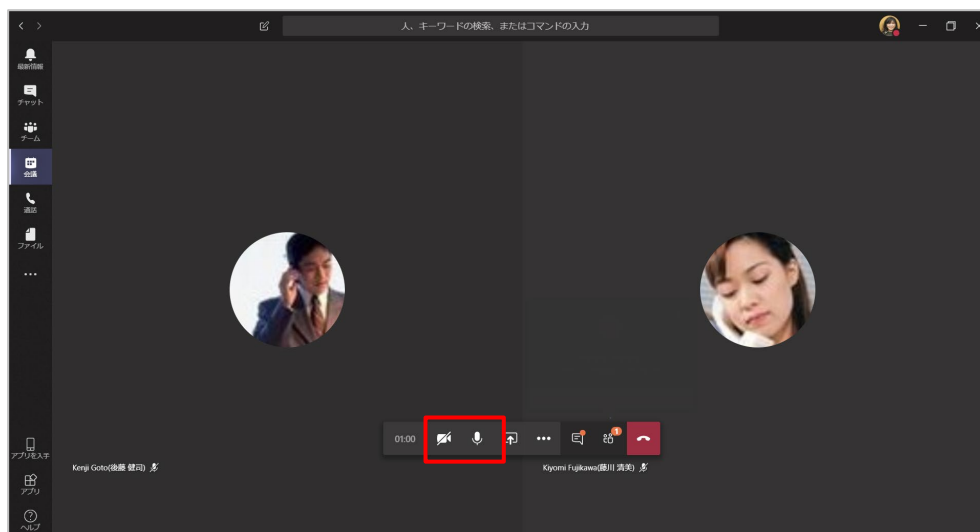 人、キーワードの検索、またはコマンドの入力
最新情報
チャット
チーム
会議
通話
ファイル
01:00
1
アプリを入手
Kenji Goto(後藤 健司)
Kiyomi Fujikawa(藤川 清美)
アプリ
ヘルプ